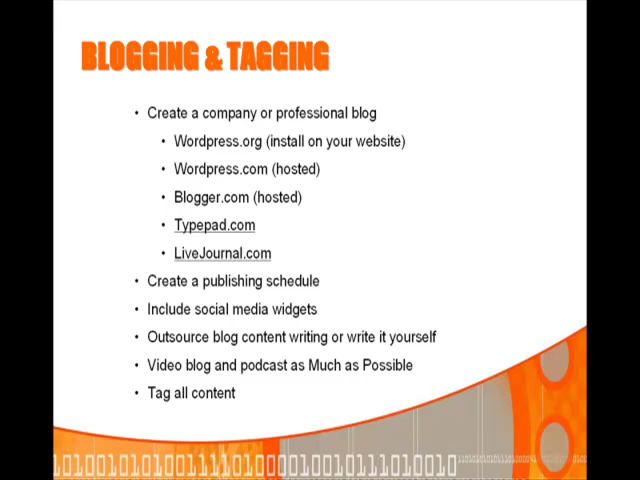 BLOGGING & TAGGING
• Create a company or professional blog
• Wordpress.org (install on your website)
• Wordpress.com (hosted)
• Blogger.com (hosted)
• Typepad.com
• LiveJournal.com
• Create a publishing schedule
• Include social media widgets
• Outsource blog content writing or write it yourself
• Video blog and podcast as Much as Possible
• Tag all content